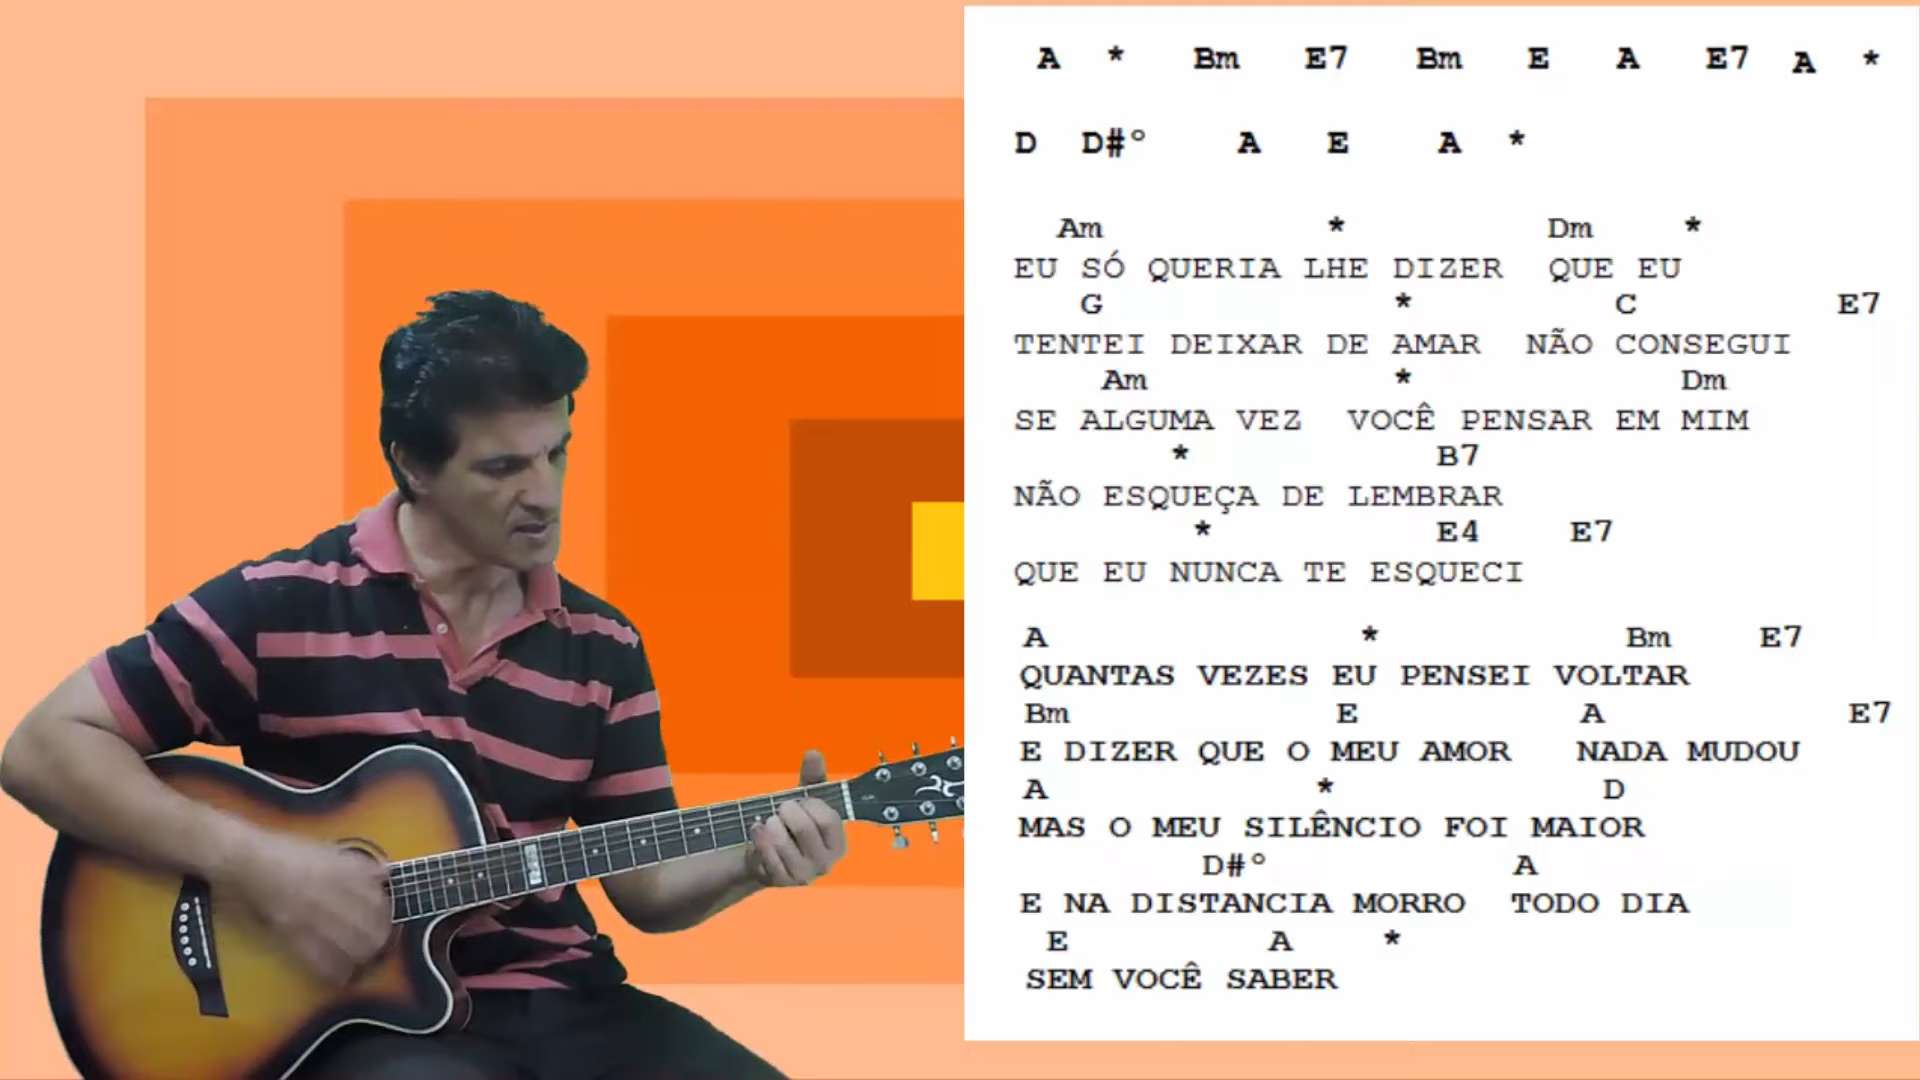 A * Bm E7 Bm E A E7 A *
D D#° A E A *
Am * Dm *
EU SÓ QUERIA LHE DIZER QUE EU
G * C E7
TENTEI DEIXAR DE AMAR NÃO CONSEGUI
Am * Dm
SE ALGUMA VEZ VOCÊ PENSAR EM MIM
* B7
NÃO ESQUEÇA DE LEMBRAR
* E4 E7
QUE EU NUNCA TE ESQUECI
A * Bm E7
QUANTAS VEZES EU PENSEI VOLTAR
Bm E A E7
E DIZER QUE O MEU AMOR NADA MUDOU
A * D
MAS O MEU SILÊNCIO FOI MAIOR
D#° A
E NA DISTANCIA MORRO TODO DIA
E A *
SEM VOCÊ SABER